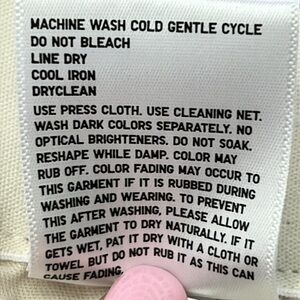 MACHINE WASH COLD GENTLE CYCLE
DO NOT BLEACH
LINE DRY
COOL IRON
DRYCLEAN
USE PRESS CLOTH. USE CLEANING NET.
WASH DARK COLORS SEPARATELY. NO
OPTICAL BRIGHTENERS. DO NOT SOAK.
RESHAPE WHILE DAMP. COLOR MAY
RUB OFF. COLOR FADING MAY OCCUR TO
THIS GARMENT IF IT IS RUBBED DURING
WASHING AND WEARING. TO PREVENT
THIS AFTER WASHING, PLEASE ALLOW
THE GARMENT TO DRY NATURALLY. IF IT
GETS WET, PAT IT DRY WITH A CLOTH OR
TOWEL BUT DO NOT RUB IT AS THIS CAN
CAUSE FADING.